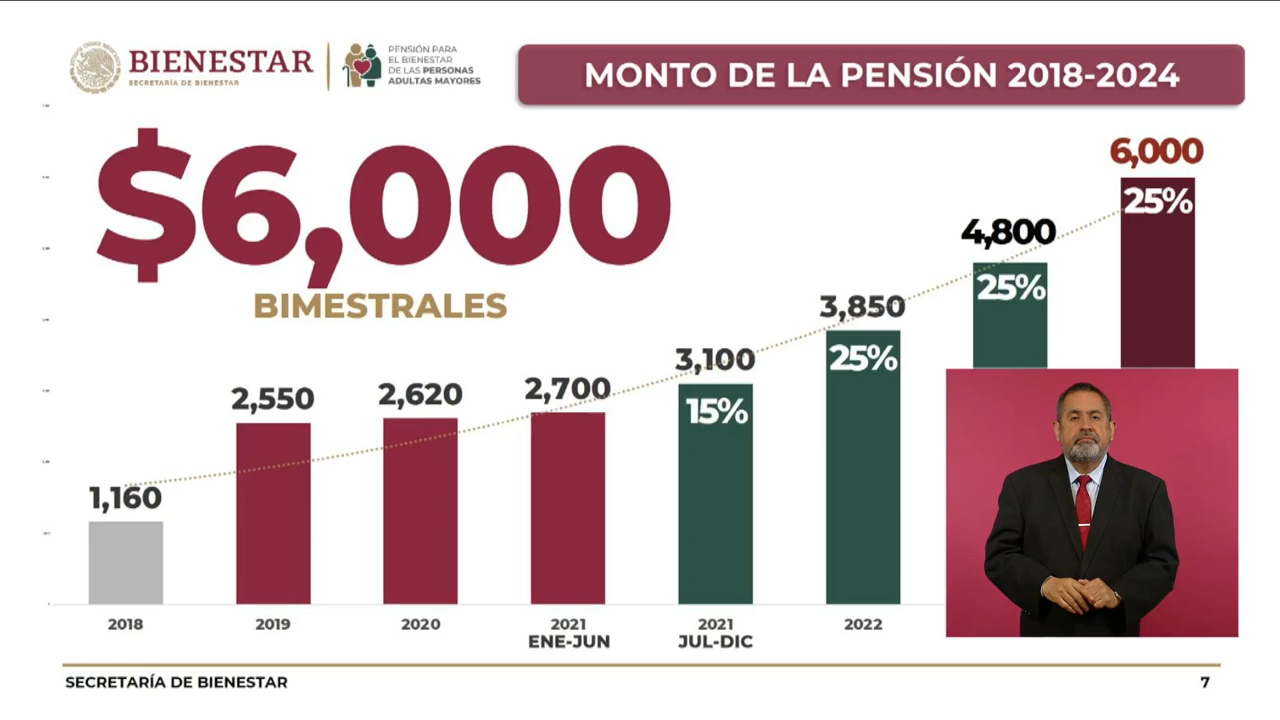 BIENESTAR
SECRETARÍA DE BIENESTAR
PENSIÓN PARA
EL BIENESTAR
DE LAS PERSONAS
ADULTAS MAYORES
MONTO DE LA PENSIÓN 2018-2024
$6,000
BIMESTRALES
1,160
2,550
2,620
2,700
3,100
15%
3,850
25%
4,800
25%
6,000
25%
2018
2019
2020
2021
ENE-JUN
2021
JUL-DIC
2022
SECRETARÍA DE BIENESTAR
7